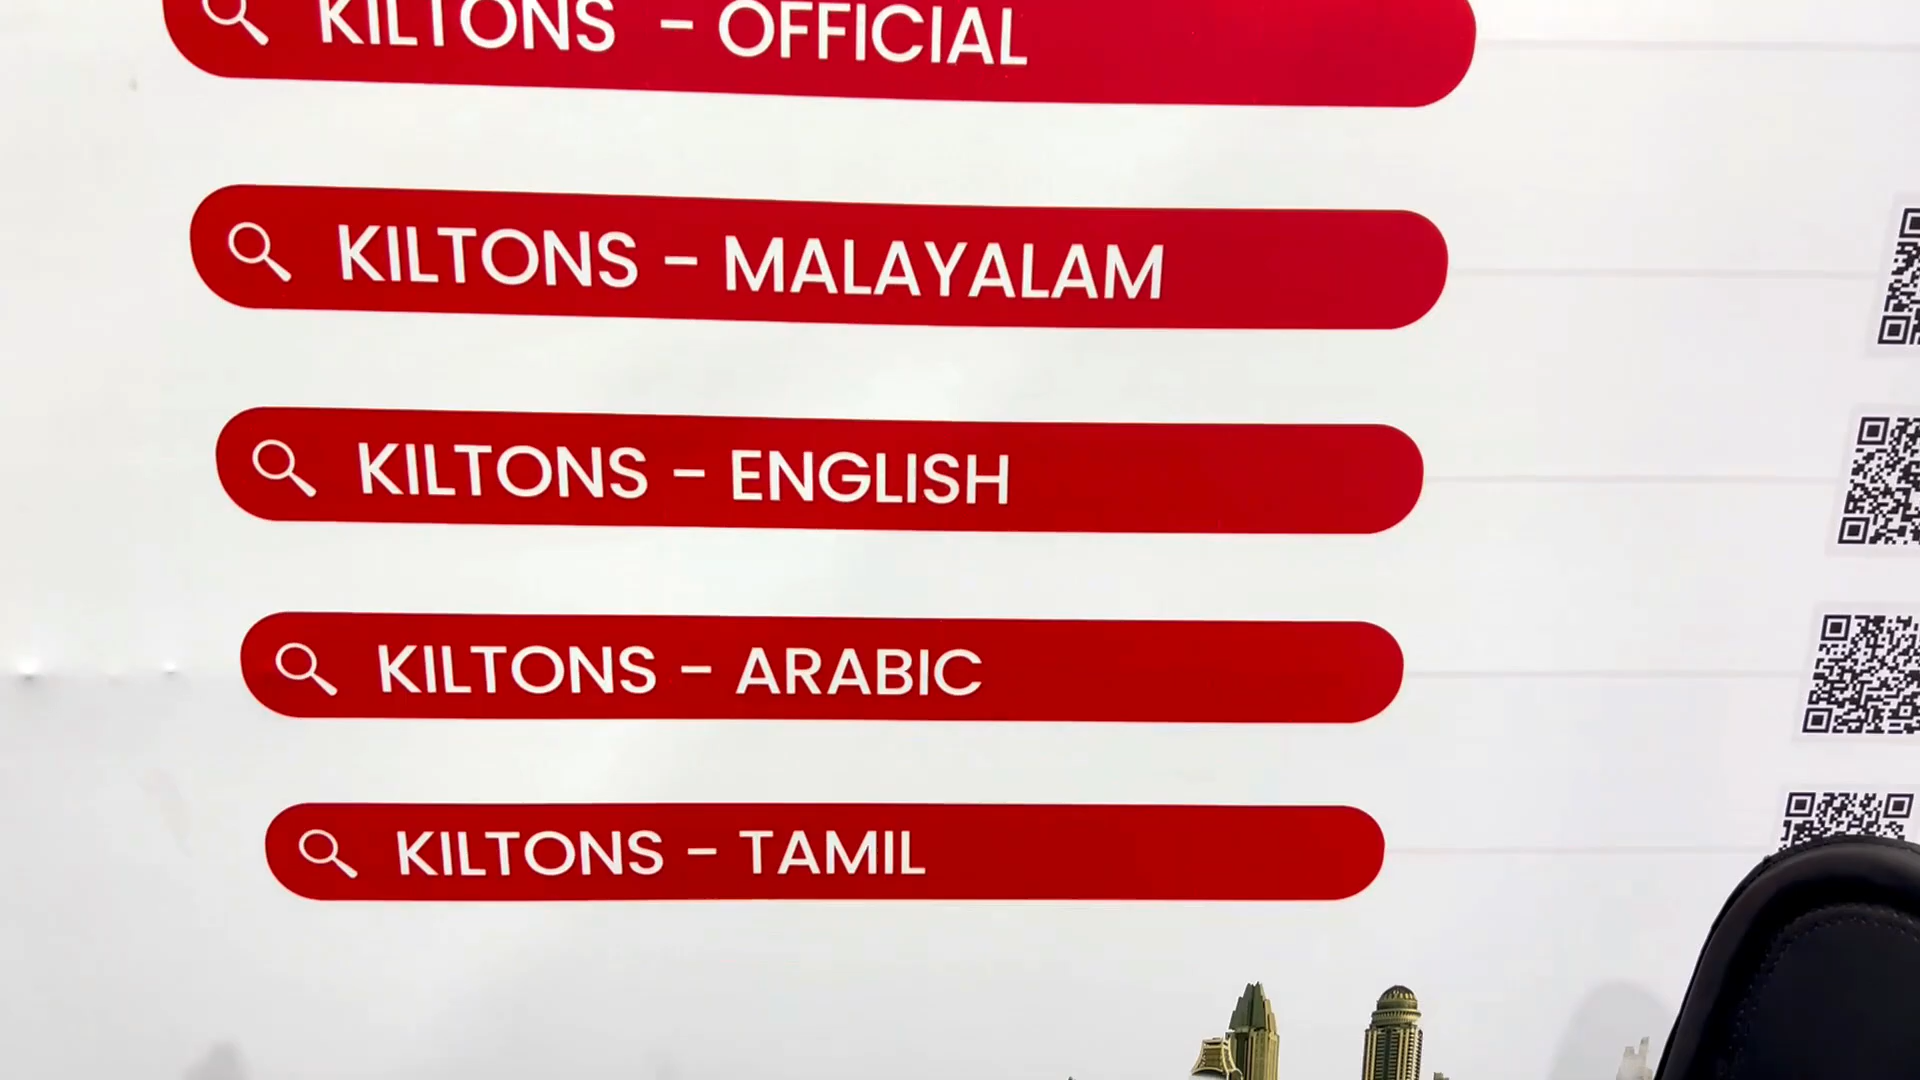 KILTONS - OFFICIAL
KILTONS - MALAYALAM
KILTONS - ENGLISH
KILTONS - ARABIC
KILTONS - TAMIL